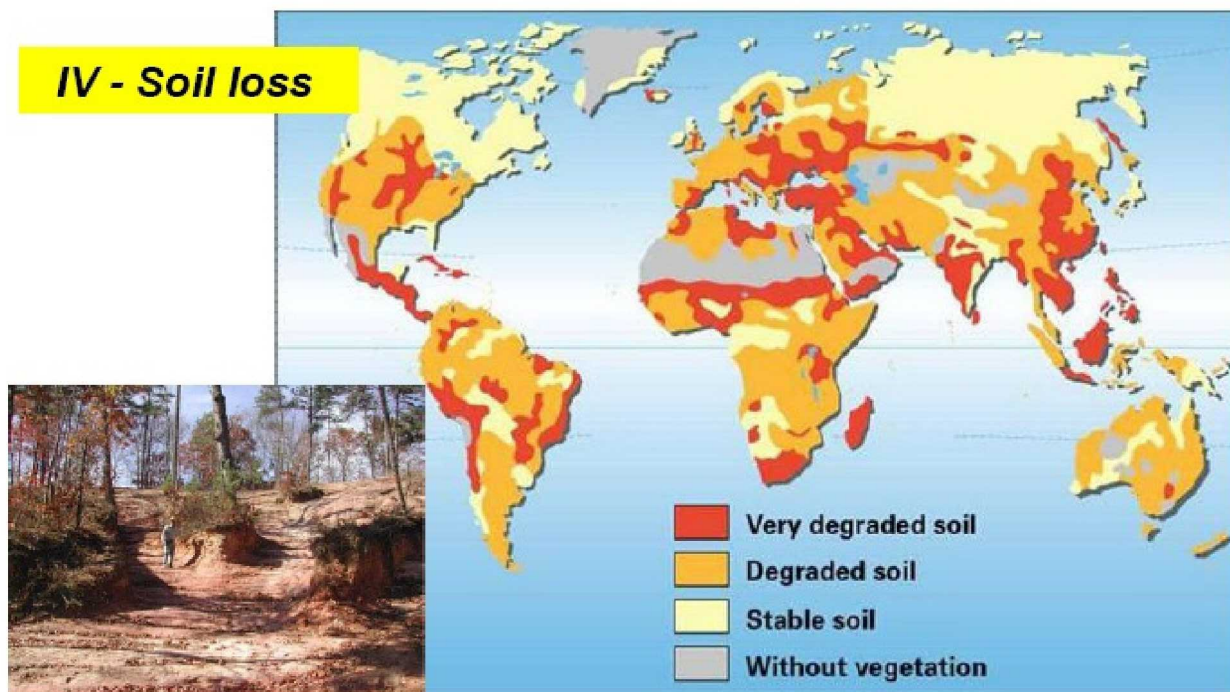 IV - Soil loss
Very degraded soil
Degraded soil
Stable soil
Without vegetation